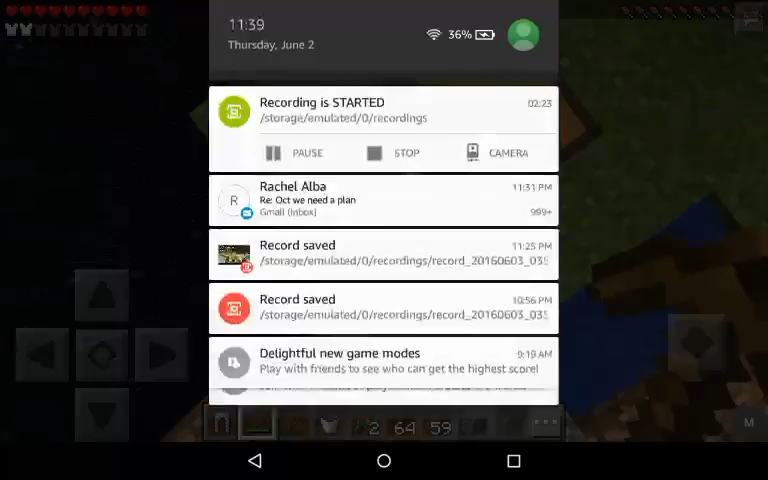 11:39
Thursday, June 2
36%
Recording is STARTED
02:23
/storage/emulated/0/recordings
PAUSE
STOP
CAMERA
R
Rachel Alba
11:31 PM
Re: Oct we need a plan
Gmail (Inbox)
999+
Record saved
11:25 PM
/storage/emulated/0/recordings/record_20160603_035
Record saved
10:56 PM
/storage/emulated/0/recordings/record_20160603_035
Delightful new game modes
9:19 AM
Play with friends to see who can get the highest score!
2 64 59
M